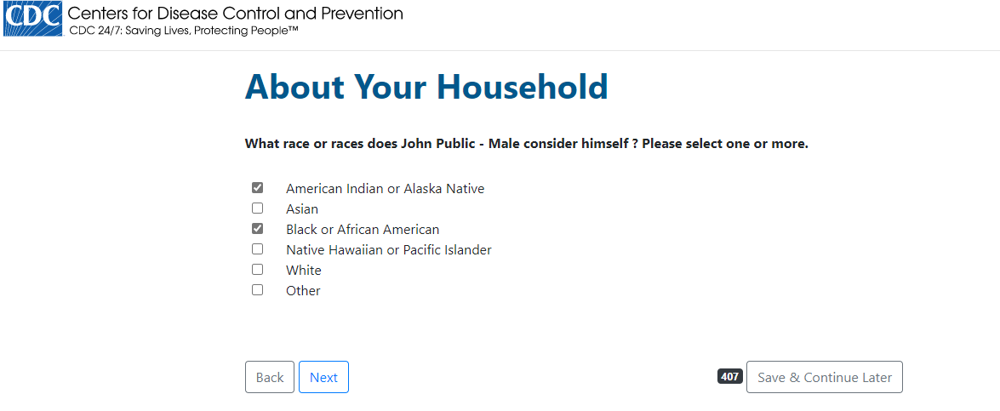 CDC Centers for Disease Control and Prevention
CDC 24/7: Saving Lives, Protecting People™
About Your Household
What race or races does John Public - Male consider himself ? Please select one or more.
American Indian or Alaska Native
Asian
Black or African American
Native Hawaiian or Pacific Islander
White
Other
Back Next 407 Save & Continue Later